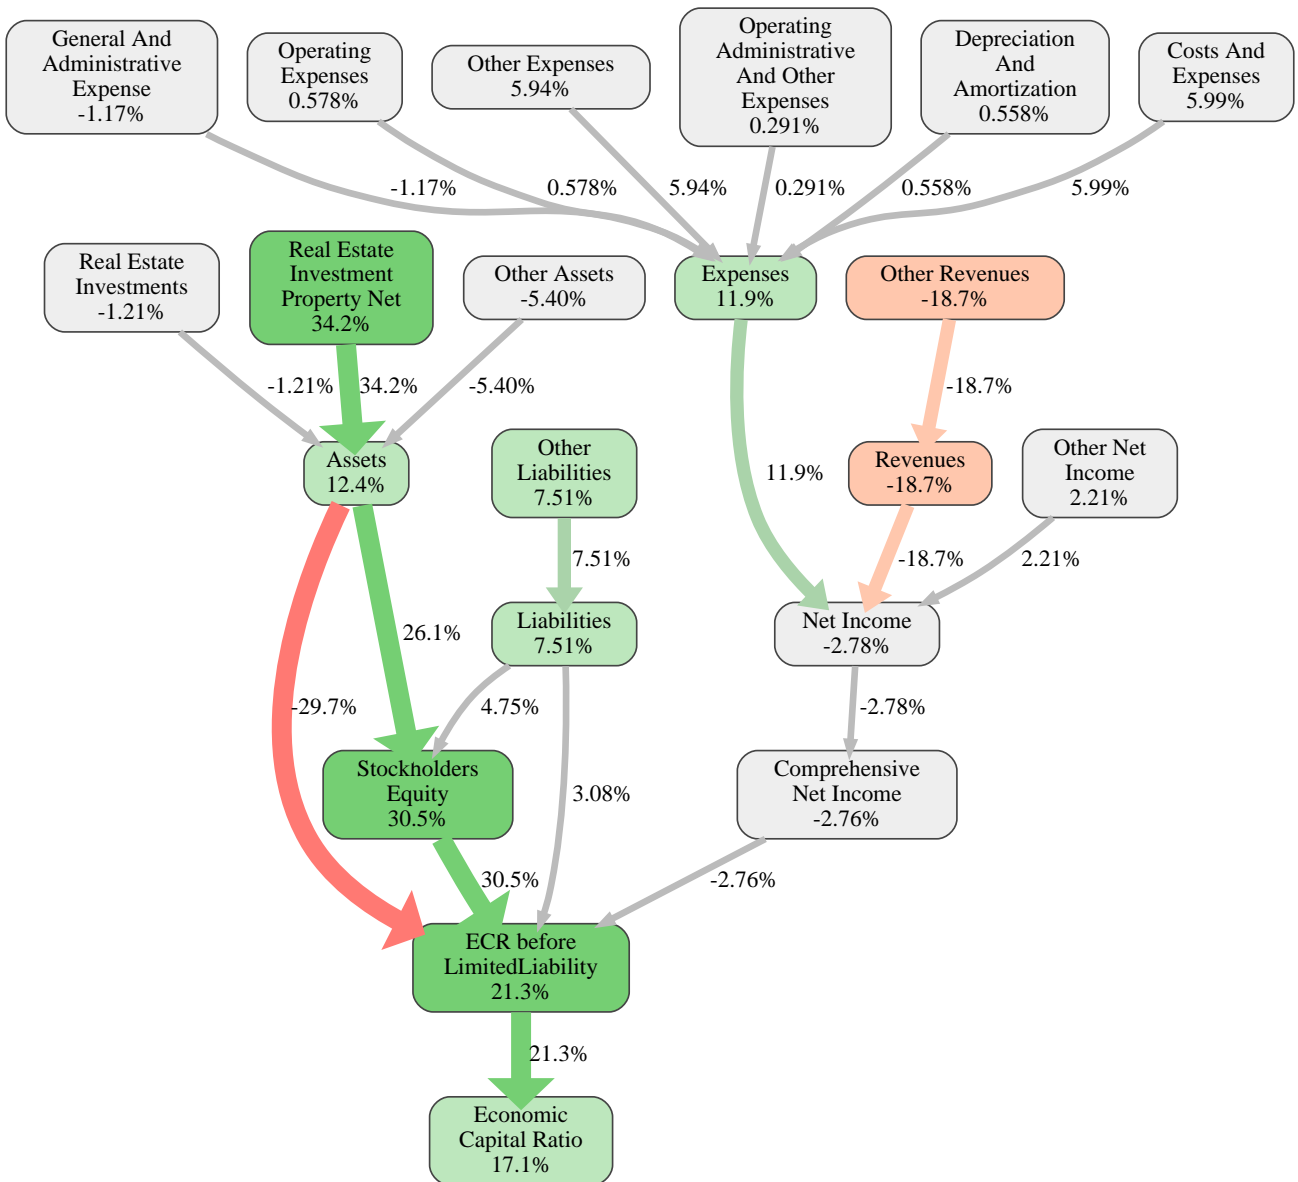 General And
Administrative
Expense
-1.17%
Operating
Expenses
0.578%
Other Expenses
5.94%
Operating
Administrative
And Other
Expenses
0.291%
Depreciation
And
Amortization
0.558%
Costs And
Expenses
5.99%
-1.17%
0.578%
5.94%
0.291%
0.558%
5.99%
Real Estate
Investments
-1.21%
Real Estate
Investment
Property Net
34.2%
Other Assets
-5.40%
Expenses
11.9%
Other Revenues
-18.7%
-1.21%
34.2%
-5.40%
-18.7%
Assets
12.4%
Other
Liabilities
7.51%
11.9%
Revenues
-18.7%
Other Net
Income
2.21%
7.51%
-18.7%
2.21%
26.1%
Liabilities
7.51%
Net Income
-2.78%
-29.7%
4.75%
-2.78%
Stockholders
Equity
30.5%
3.08%
Comprehensive
Net Income
-2.76%
30.5%
-2.76%
ECR before
LimitedLiability
21.3%
21.3%
Economic
Capital Ratio
17.1%